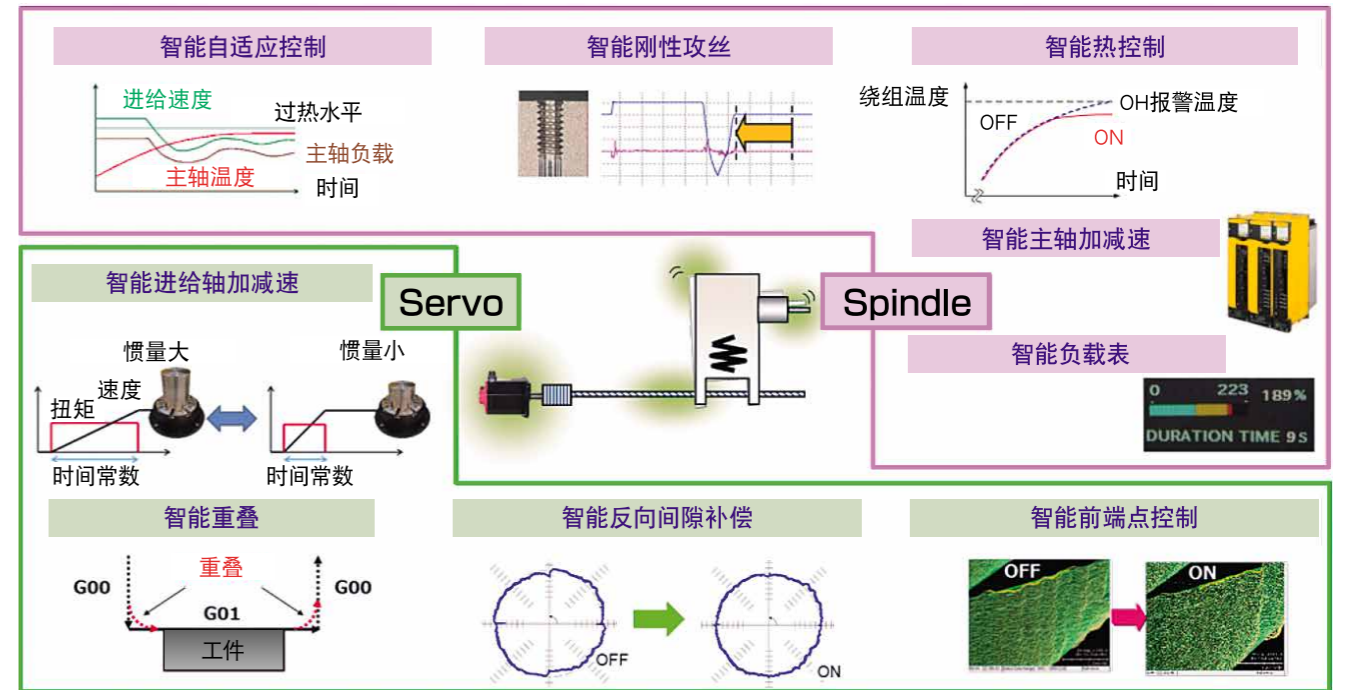 智能自适应控制
进给速度
过热水平
主轴负载
主轴温度
时间
智能刚性攻丝
智能热控制
绕组温度
OH报警温度
OFF
ON
时间
智能主轴加减速
Spindle
智能负载表
0 223 189%
DURATION TIME 9S
Servo
智能进给轴加减速
惯量大
速度
扭矩
时间常数
惯量小
时间常数
智能重叠
重叠
G00
G00
G01
工件
智能反向间隙补偿
OFF
ON
智能前端点控制
OFF
ON